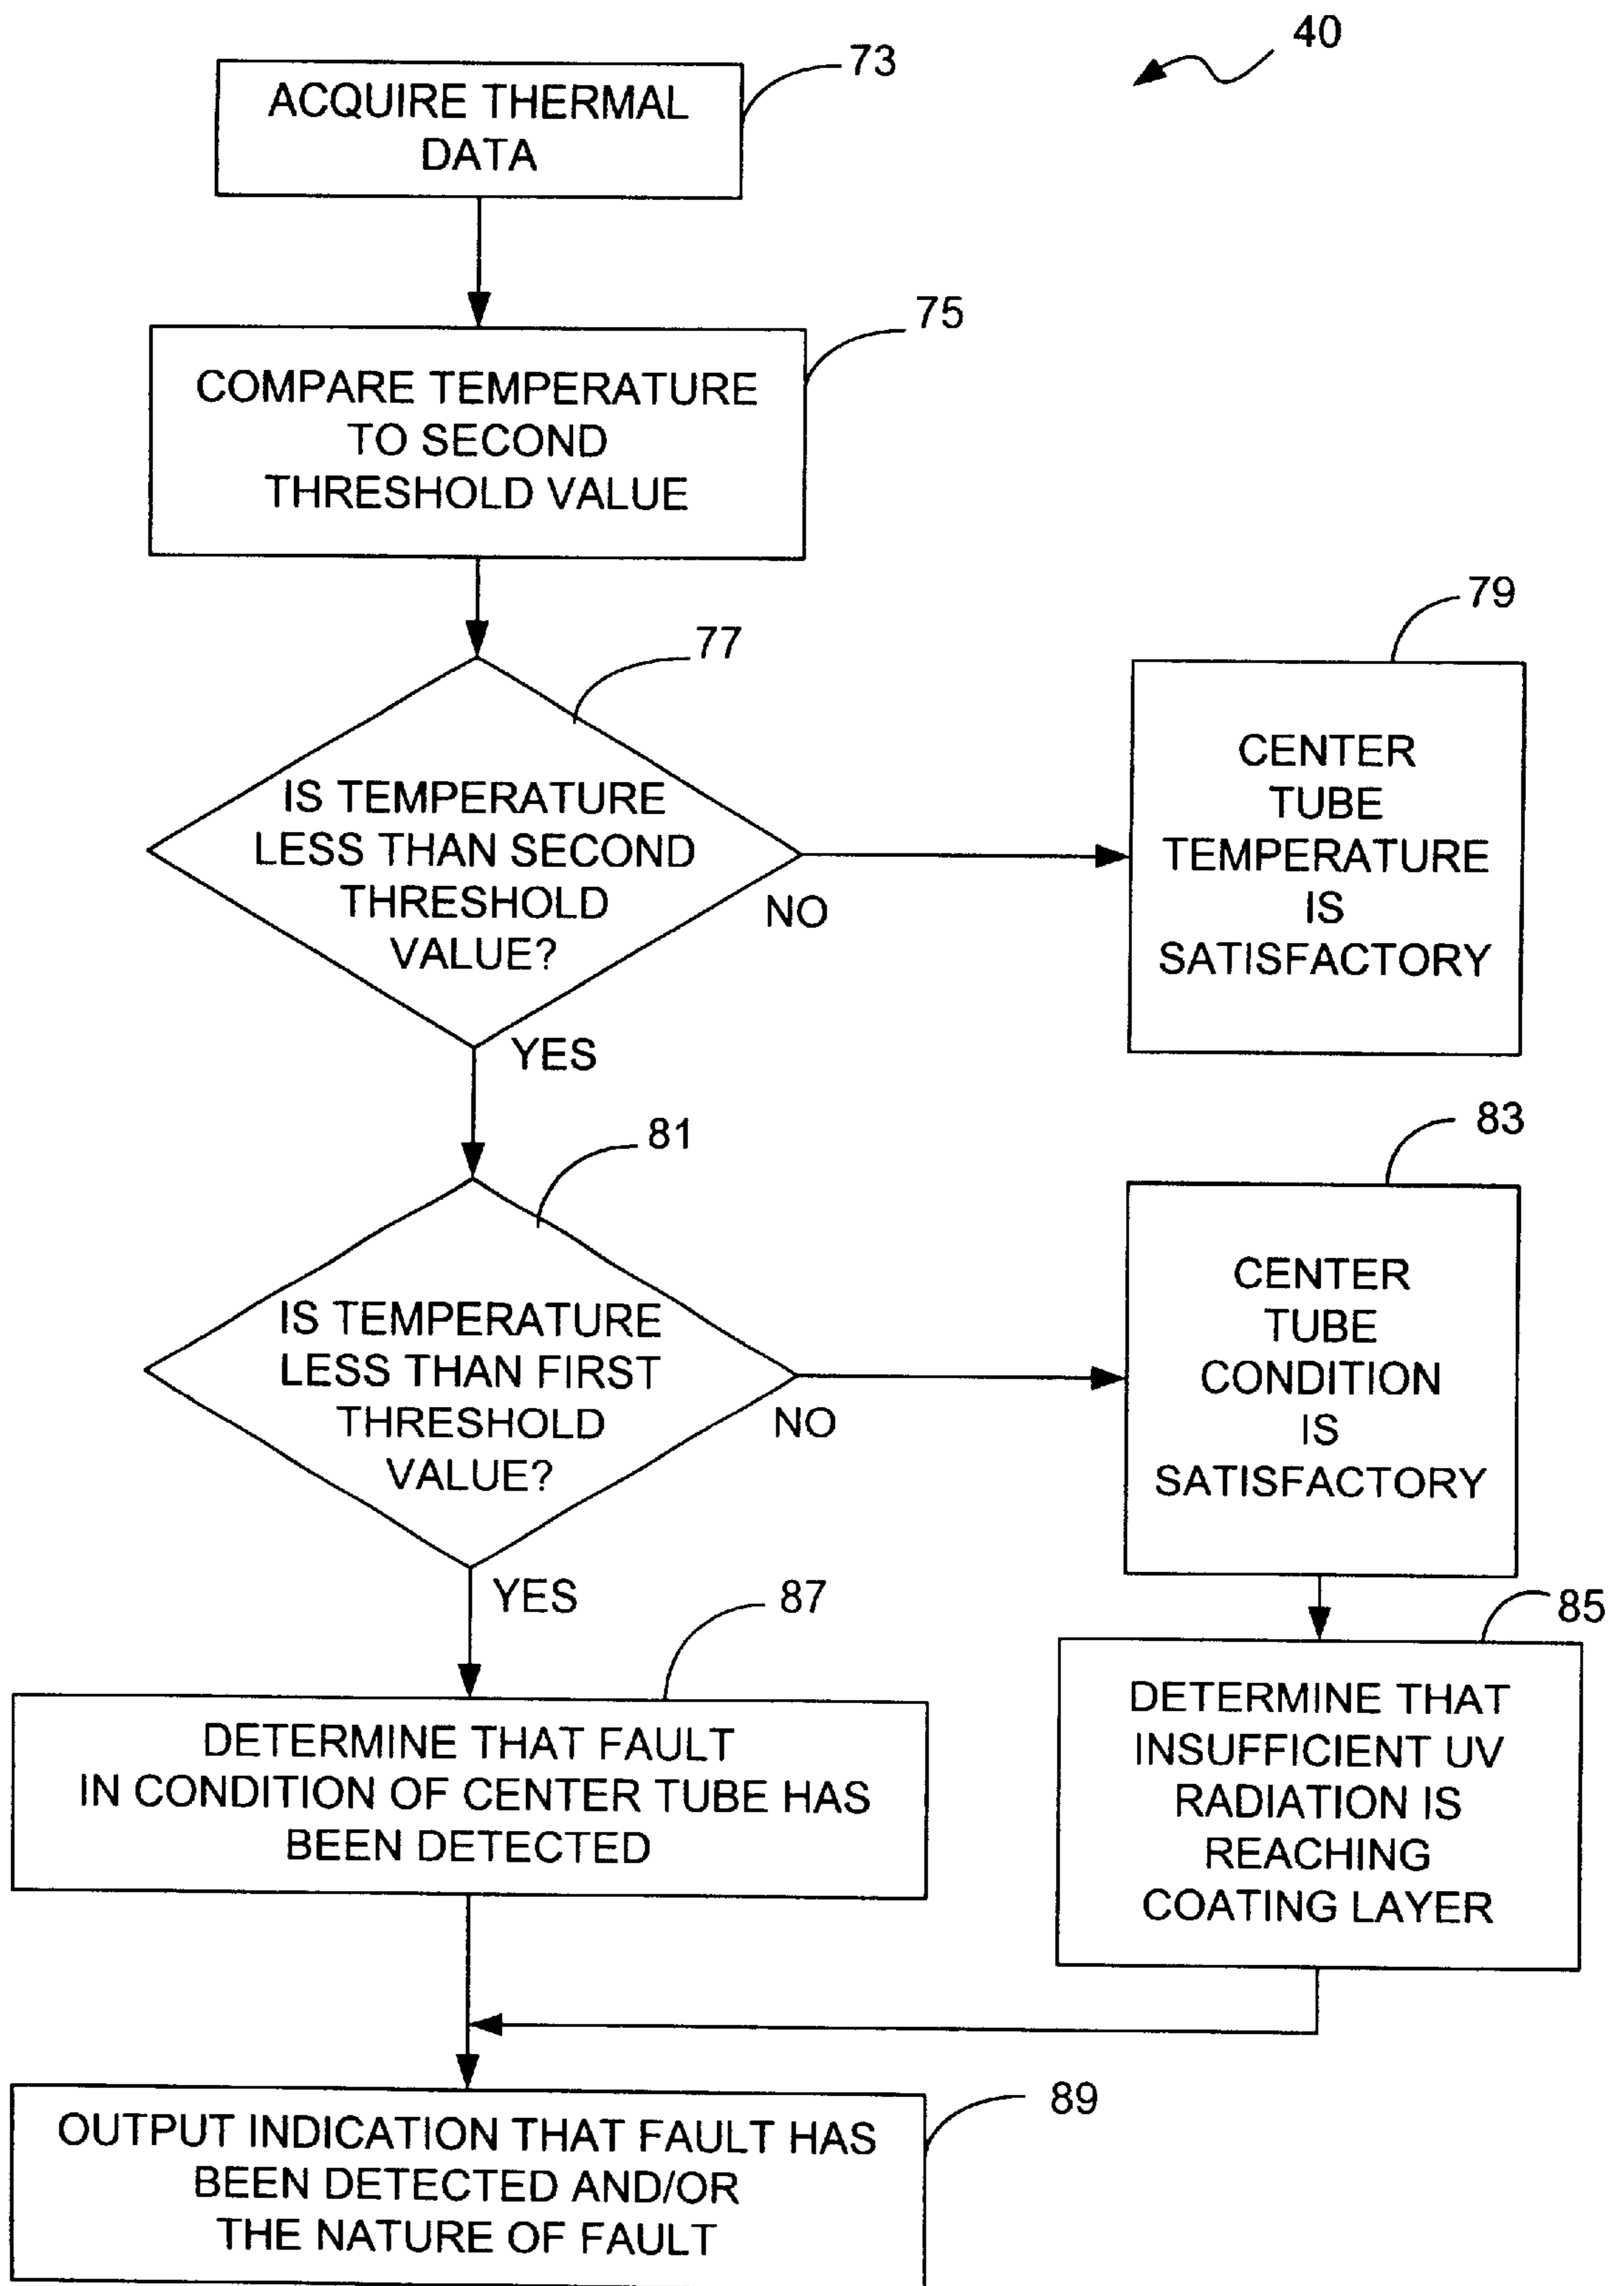 40
73
ACQUIRE THERMAL
DATA
75
COMPARE TEMPERATURE
TO SECOND
THRESHOLD VALUE
77
IS TEMPERATURE
LESS THAN SECOND
THRESHOLD
VALUE?
NO
YES
79
CENTER
TUBE
TEMPERATURE
IS
SATISFACTORY
81
IS TEMPERATURE
LESS THAN FIRST
THRESHOLD
VALUE?
NO
YES
83
CENTER
TUBE
CONDITION
IS
SATISFACTORY
85
DETERMINE THAT
INSUFFICIENT UV
RADIATION IS
REACHING
COATING LAYER
87
DETERMINE THAT FAULT
IN CONDITION OF CENTER TUBE HAS
BEEN DETECTED
89
OUTPUT INDICATION THAT FAULT HAS
BEEN DETECTED AND/OR
THE NATURE OF FAULT